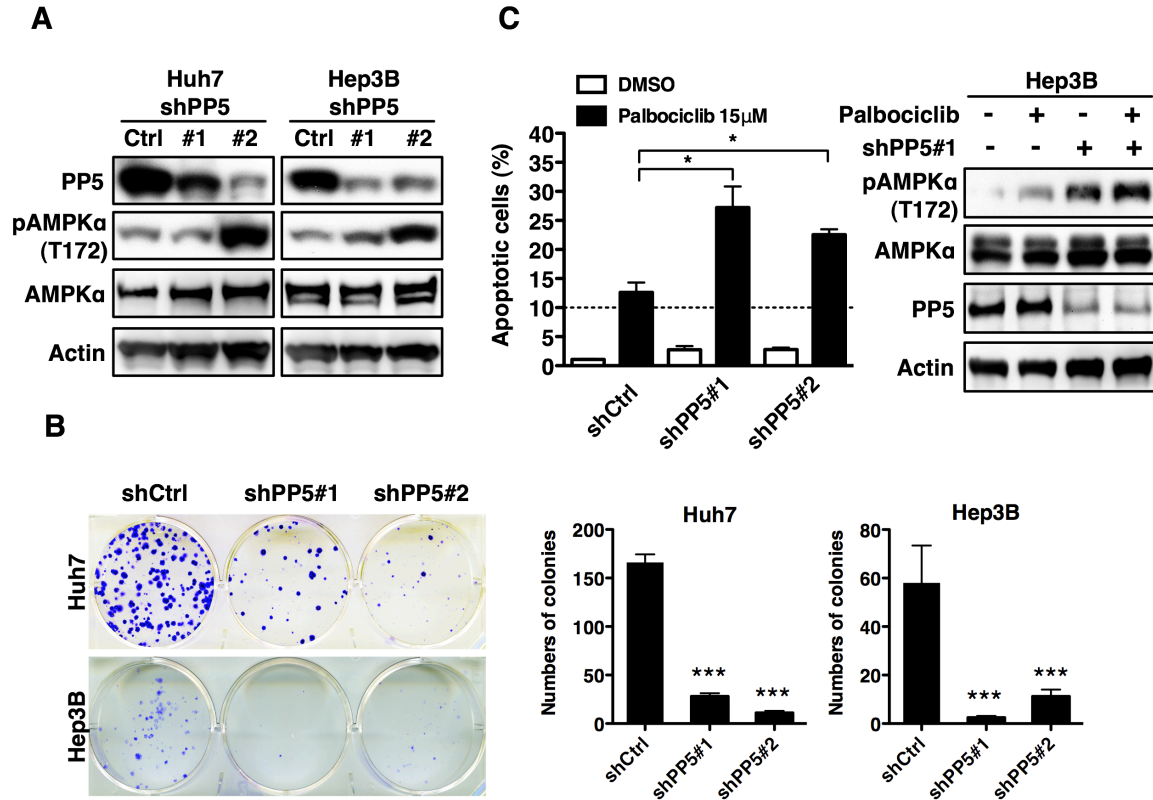 A
Huh7
shPP5
Ctrl #1 #2
Hep3B
shPP5
Ctrl #1 #2
PP5
pAMPKα
(T172)
AMPKα
Actin
C
DMSO
Palbociclib 15μM
Apoptotic cells (%)
40
35
30
25
20
15
10
5
0
*
*
shCtrl
shPP5#1
shPP5#2
Hep3B
Palbociclib - + - +
shPP5#1 - - + +
pAMPKα
(T172)
AMPKα
PP5
Actin
B
shCtrl shPP5#1 shPP5#2
Huh7
Hep3B
Huh7
Numbers of colonies
200
150
100
50
0
***
***
shCtrl
shPP5#1
shPP5#2
Hep3B
Numbers of colonies
80
60
40
20
0
***
***
shCtrl
shPP5#1
shPP5#2